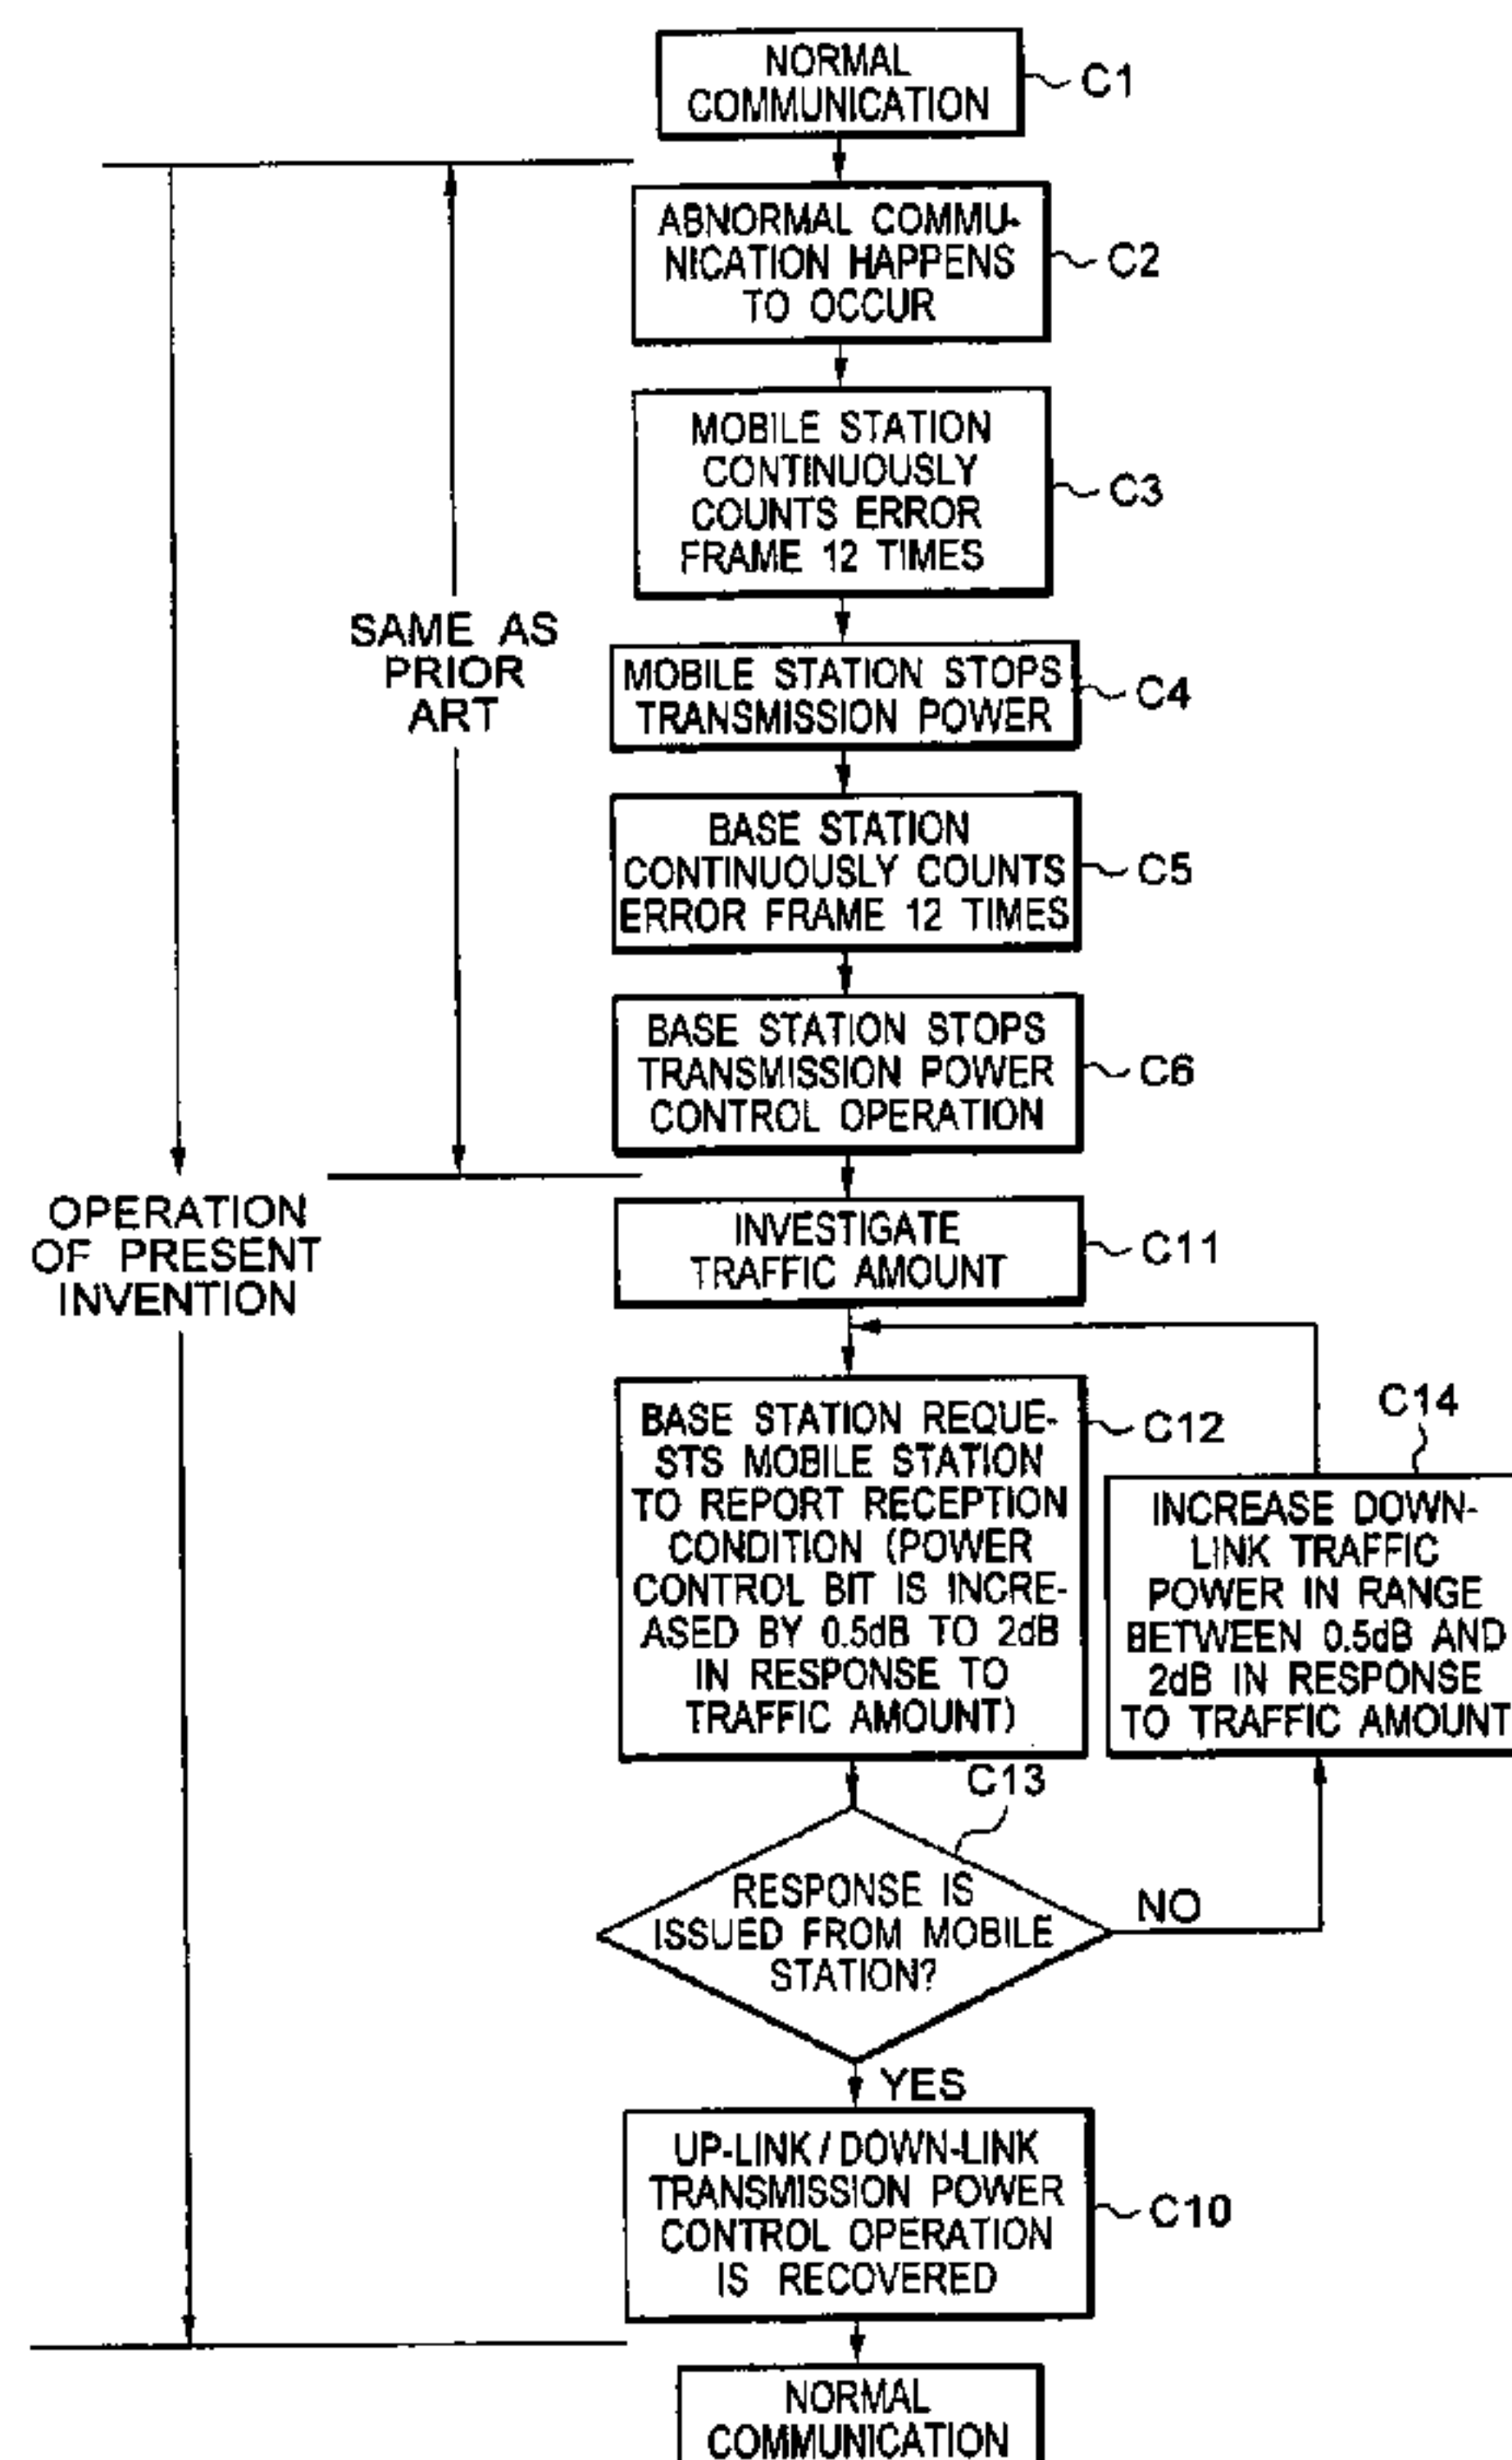 NORMAL
COMMUNICATION
C1
ABNORMAL COMMU-
NICATION HAPPENS
TO OCCUR
C2
MOBILE STATION
CONTINUOUSLY
COUNTS ERROR
FRAME 12 TIMES
C3
SAME AS
PRIOR
ART
MOBILE STATION STOPS
TRANSMISSION POWER
C4
BASE STATION
CONTINUOUSLY COUNTS
ERROR FRAME 12 TIMES
C5
BASE STATION STOPS
TRANSMISSION POWER
CONTROL OPERATION
C6
OPERATION
OF PRESENT
INVENTION
INVESTIGATE
TRAFFIC AMOUNT
C11
BASE STATION REQUE-
STS MOBILE STATION
TO REPORT RECEPTION
CONDITION (POWER
CONTROL BIT IS INCRE-
ASED BY 0.5dB TO 2dB
IN RESPONSE TO
TRAFFIC AMOUNT)
C12
C14
INCREASE DOWN-
LINK TRAFFIC
POWER IN RANGE
BETWEEN 0.5dB AND
2dB IN RESPONSE
TO TRAFFIC AMOUNT
C13
RESPONSE IS
ISSUED FROM MOBILE
STATION?
NO
YES
UP-LINK / DOWN-LINK
TRANSMISSION POWER
CONTROL OPERATION
IS RECOVERED
C10
NORMAL
COMMUNICATION